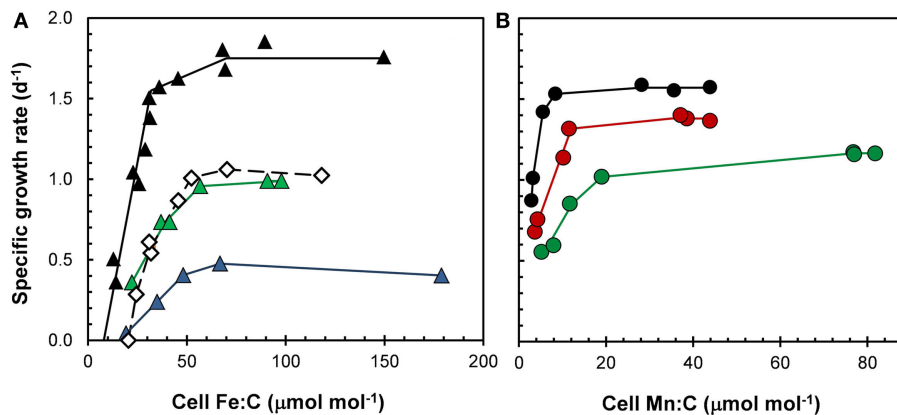 A
B
Specific growth rate (d⁻¹)
2.0
1.5
1.0
0.5
0.0
0 50 100 150 200
0 20 40 60 80
Cell Fe:C (μmol mol⁻¹)
Cell Mn:C (μmol mol⁻¹)